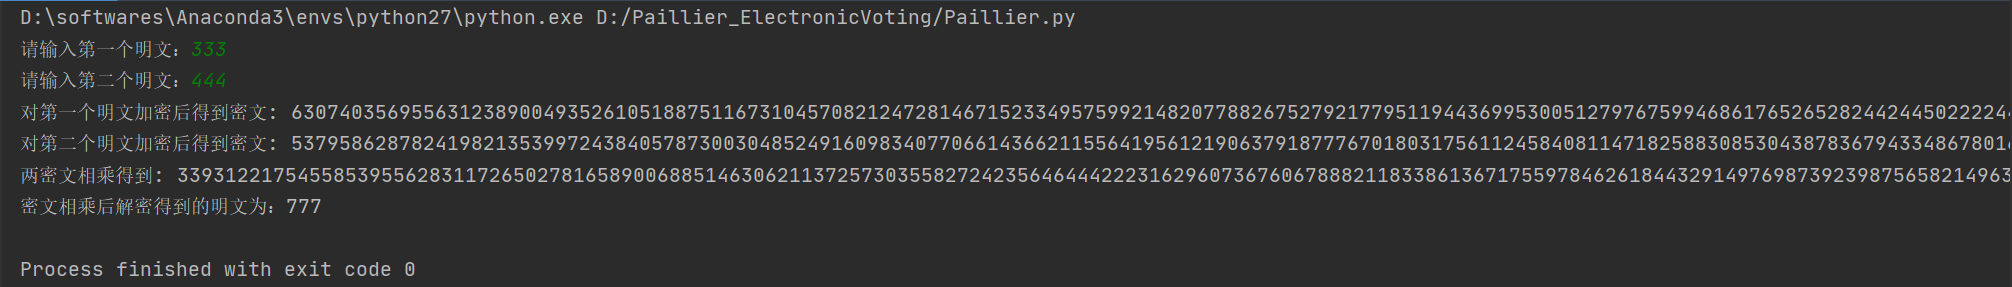 D:\softwares\Anaconda3\envs\python27\python.exe D:/Paillier_ElectronicVoting/Paillier.py
请输入第一个明文：333
请输入第二个明文：444
对第一个明文加密后得到密文: 6307403569556312389004935261051887511673104570821247281467152334957599214820778826752792177951194436995300512797675994686176526528244244502222244
对第二个明文加密后得到密文: 5379586287824198213539972438405787300304852491609834077066143662115564195612190637918777670180317561124584081147182588308530438783679433486780 16
两密文相乘得到: 339312217545585395562831172650278165890068851463062113725730355827242356464442223162960736760678882118338613671755978462618443291497698739239875658214963
密文相乘后解密得到的明文为：777
Process finished with exit code 0